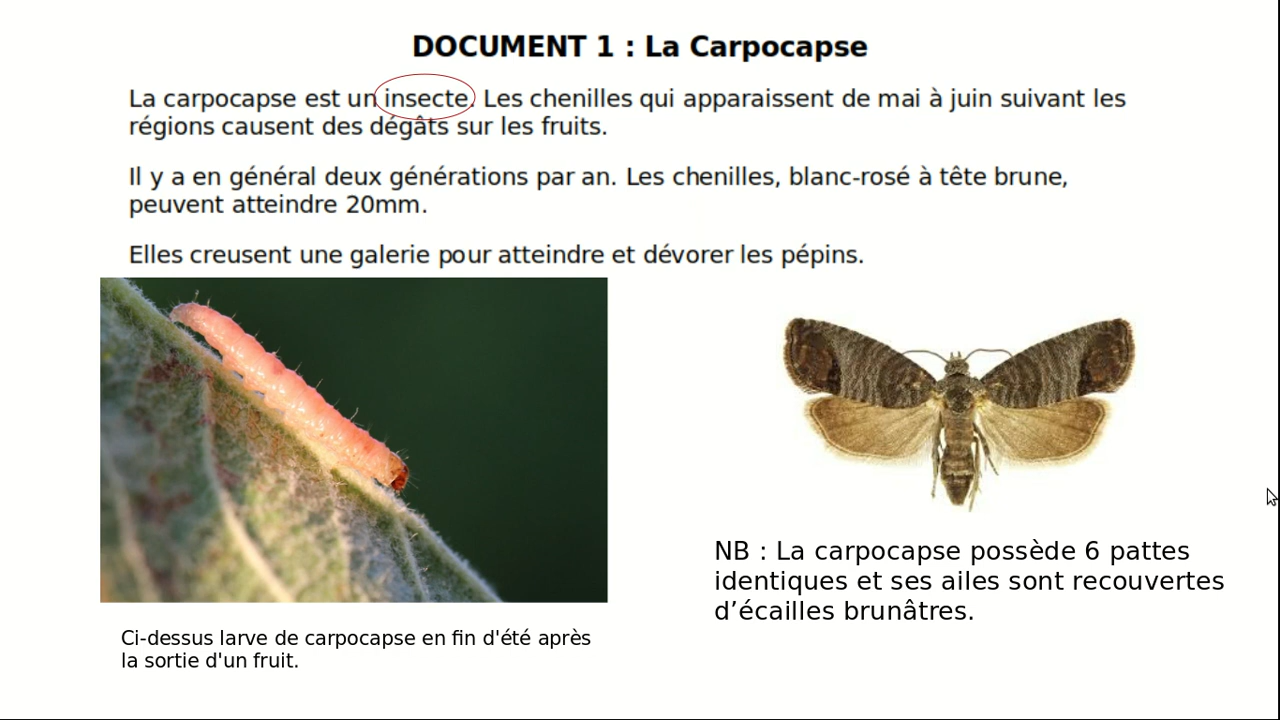 DOCUMENT 1 : La Carpocapse
La carpocapse est un insecte. Les chenilles qui apparaissent de mai à juin suivant les
régions causent des dégâts sur les fruits.
Il y a en général deux générations par an. Les chenilles, blanc-rosé à tête brune,
peuvent atteindre 20mm.
Elles creusent une galerie pour atteindre et dévorer les pépins.
NB : La carpocapse possède 6 pattes
identiques et ses ailes sont recouvertes
d’écailles brunâtres.
Ci-dessus larve de carpocapse en fin d'été après
la sortie d'un fruit.